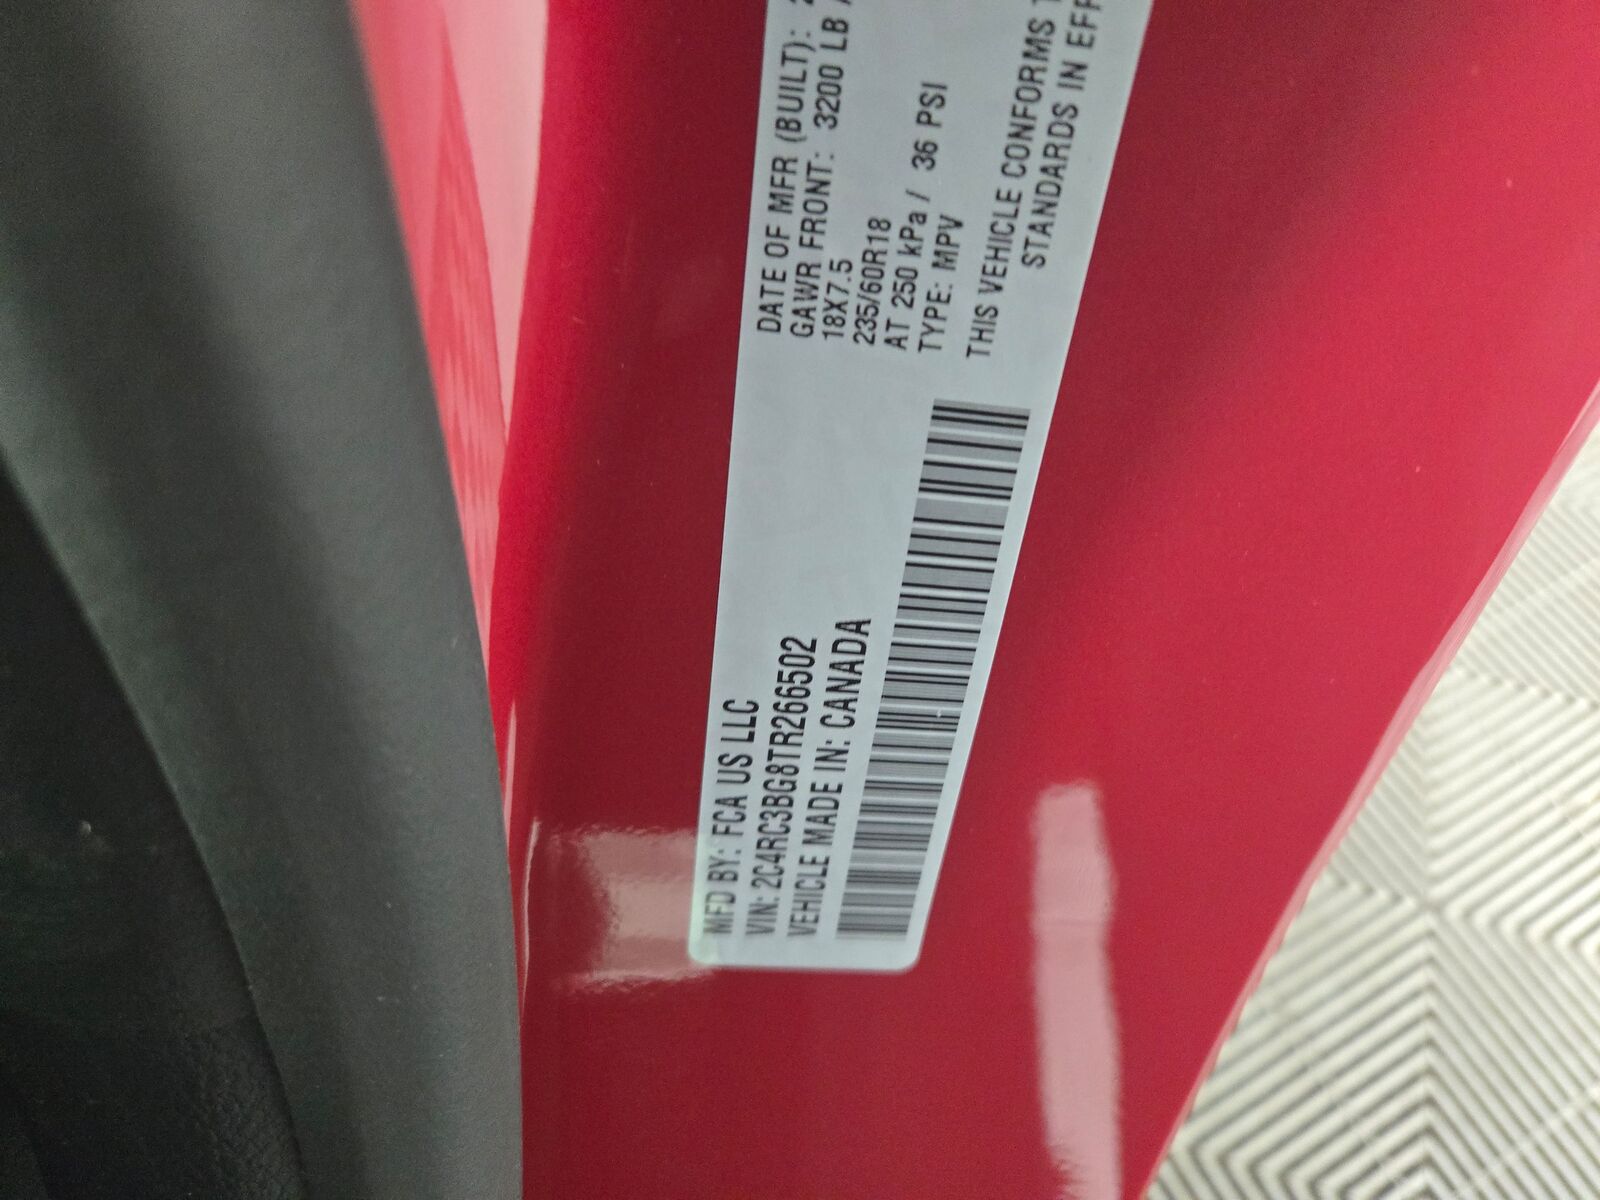 MFD BY: FCA US LLC
VIN: 2C4RC3BG8TR266502
VEHICLE MADE IN: CANADA
DATE OF MFR (BUILT):
GAWR FRONT: 3200 LB
18X7.5
235/60R18
AT 250 kPa / 36 PSI
TYPE: MPV
THIS VEHICLE CONFORMS
STANDARDS IN